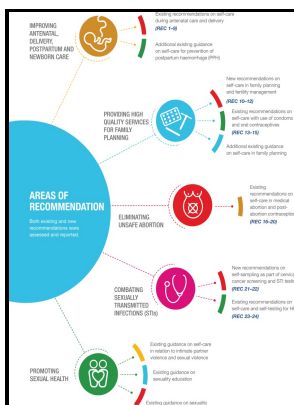 IMPROVING
ANTENATAL,
DELIVERY,
POSTPARTUM AND
NEWBORN CARE
Existing recommendations on self-care
during antenatal care and delivery
(REC 1–9)
Additional existing guidance
on self-care for prevention of
postpartum haemorrhage (PPH)
PROVIDING HIGH
QUALITY SERVICES
FOR FAMILY
PLANNING
New recommendations on
self-care in family planning
and fertility management
(REC 10–12)
Existing recommendations on
self-care with use of condoms
and oral contraceptives
(REC 13–15)
Additional existing guidance
on self-care in family planning
AREAS OF
RECOMMENDATION
Both existing and new
recommendations were
assessed and reported.
ELIMINATING
UNSAFE ABORTION
Existing
recommendations on
self-care in medical
abortion and post-
abortion contraception
(REC 16–20)
COMBATING
SEXUALLY
TRANSMITTED
INFECTIONS (STIs)
New recommendations on
self-sampling as part of cervica
cancer screening and STI testi
(REC 21–22)
Existing recommendations on
self-care and self-testing for HI
(REC 23–24)
PROMOTING
SEXUAL HEALTH
Existing guidance on self-care
in relation to intimate partner
violence and sexual violence
Existing guidance on
sexuality education
Existing guidance on sexuality